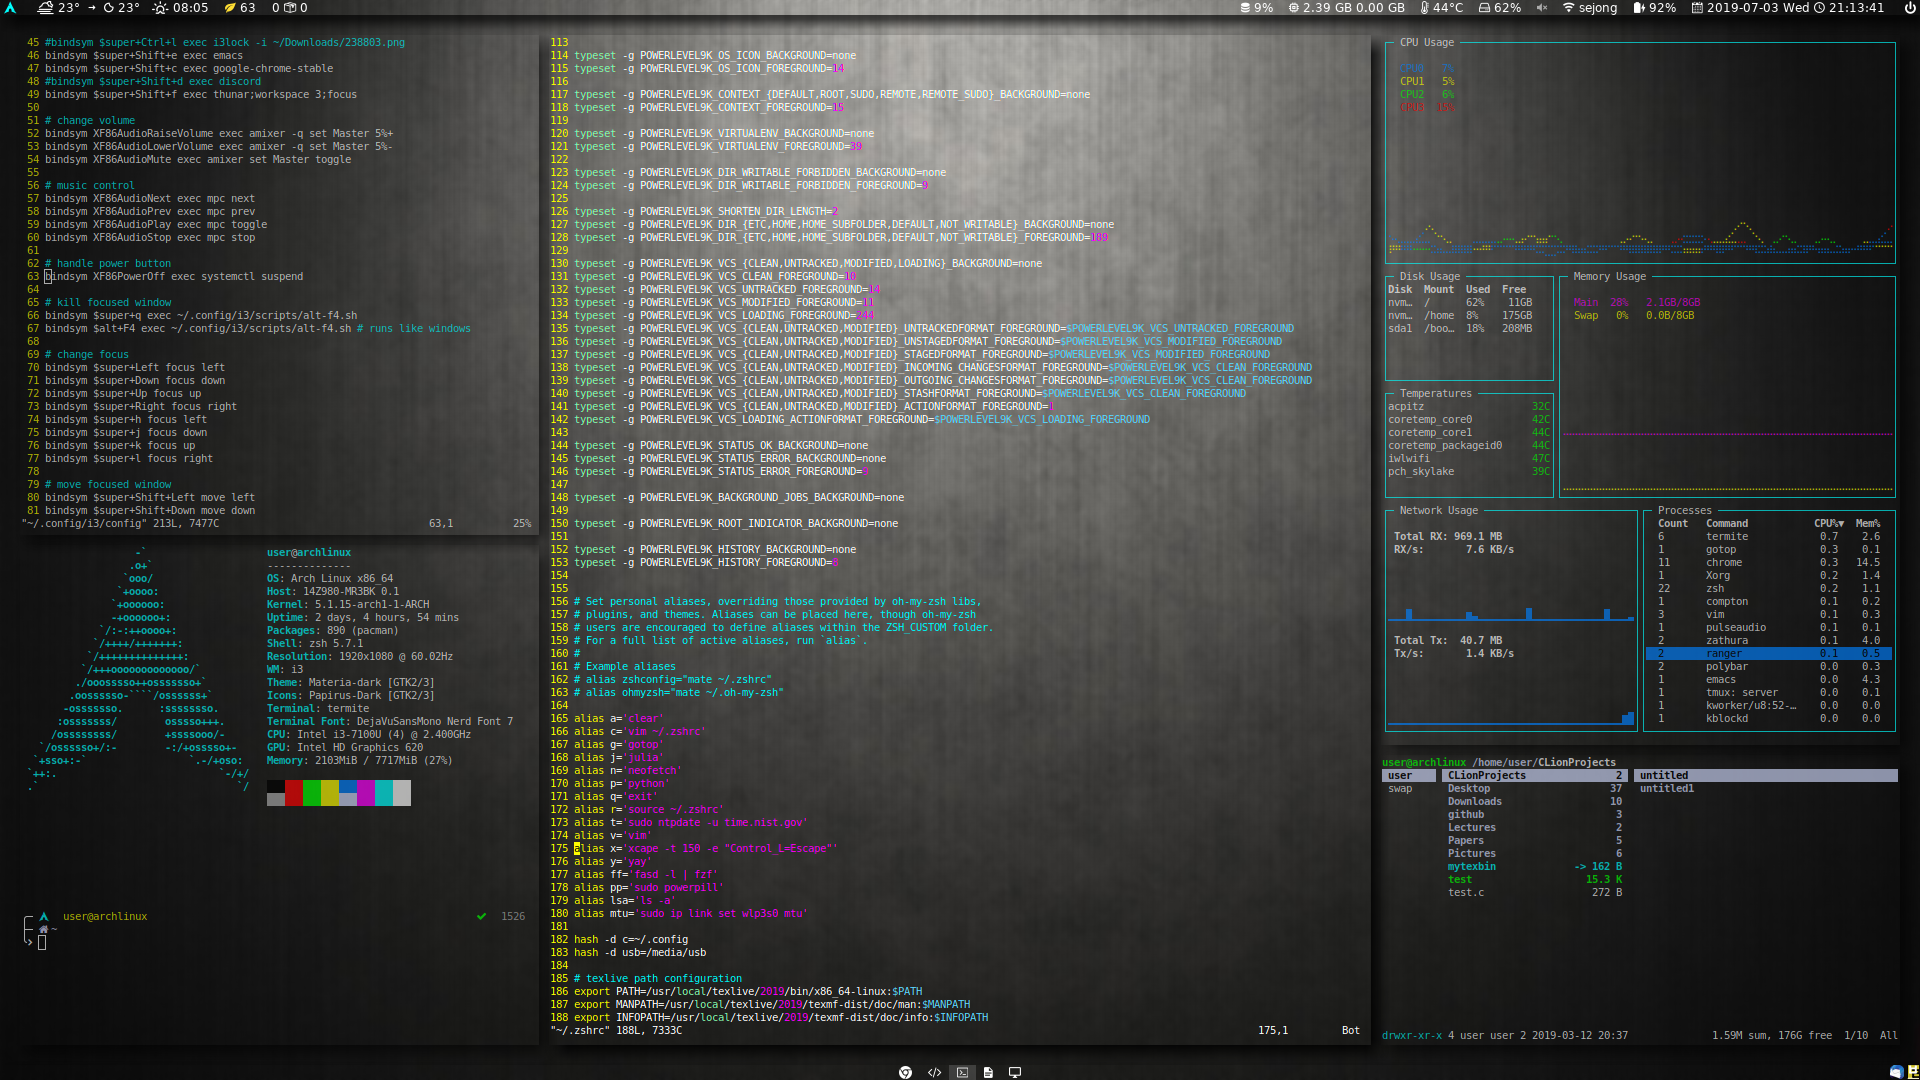 23° → 23° 08:05 63 0 0
9% 2.39 GB 0.00 GB 44°C 62% sejong 92% 2019-07-03 Wed 21:13:41
45 #bindsym $super+Ctrl+l exec i3lock -i ~/Downloads/238803.png
46 bindsym $super+Shift+e exec emacs
47 bindsym $super+Shift+c exec google-chrome-stable
48 #bindsym $super+Shift+d exec discord
49 bindsym $super+Shift+f exec thunar;workspace 3;focus
50
51 # change volume
52 bindsym XF86AudioRaiseVolume exec amixer -q set Master 5%+
53 bindsym XF86AudioLowerVolume exec amixer -q set Master 5%-
54 bindsym XF86AudioMute exec amixer set Master toggle
55
56 # music control
57 bindsym XF86AudioNext exec mpc next
58 bindsym XF86AudioPrev exec mpc prev
59 bindsym XF86AudioPlay exec mpc toggle
60 bindsym XF86AudioStop exec mpc stop
61
62 # handle power button
63 bindsym XF86PowerOff exec systemctl suspend
64
65 # kill focused window
66 bindsym $super+q exec ~/.config/i3/scripts/alt-f4.sh
67 bindsym $alt+F4 exec ~/.config/i3/scripts/alt-f4.sh # runs like windows
68
69 # change focus
70 bindsym $super+Left focus left
71 bindsym $super+Down focus down
72 bindsym $super+Up focus up
73 bindsym $super+Right focus right
74 bindsym $super+h focus left
75 bindsym $super+j focus down
76 bindsym $super+k focus up
77 bindsym $super+l focus right
78
79 # move focused window
80 bindsym $super+Shift+Left move left
81 bindsym $super+Shift+Down move down
"~/.config/i3/config" 213L, 7477C 63,1 25%
-`
.o+`
`ooo/
`+oooo:
`+oooooo:
-+oooooo+:
`/:-:++oooo+:
`/++++/+++++++:
`/++++++++++++++:
`/+++ooooooooooooo/`
./ooosssso++osssssso+`
.oossssso-````/ossssss+`
-osssssso. :ssssssso.
:osssssss/ osssso+++.
/ossssssss/ +ssssooo/-
`/ossssso+/:- -:/+osssso+-
`+sso+:-` `.-/+oso:
`++:. `-/+/
.` `/
user@archlinux
--------------
OS: Arch Linux x86_64
Host: 14Z980-MR3BK 0.1
Kernel: 5.1.15-arch1-1-ARCH
Uptime: 2 days, 4 hours, 54 mins
Packages: 890 (pacman)
Shell: zsh 5.7.1
Resolution: 1920x1080 @ 60.02Hz
WM: i3
Theme: Materia-dark [GTK2/3]
Icons: Papirus-Dark [GTK2/3]
Terminal: termite
Terminal Font: DejaVuSansMono Nerd Font 7
CPU: Intel i3-7100U (4) @ 2.400GHz
GPU: Intel HD Graphics 620
Memory: 2103MiB / 7717MiB (27%)
user@archlinux ✔ 1526
~
113
114 typeset -g POWERLEVEL9K_OS_ICON_BACKGROUND=none
115 typeset -g POWERLEVEL9K_OS_ICON_FOREGROUND=14
116
117 typeset -g POWERLEVEL9K_CONTEXT_{DEFAULT,ROOT,SUDO,REMOTE,REMOTE_SUDO}_BACKGROUND=none
118 typeset -g POWERLEVEL9K_CONTEXT_FOREGROUND=15
119
120 typeset -g POWERLEVEL9K_VIRTUALENV_BACKGROUND=none
121 typeset -g POWERLEVEL9K_VIRTUALENV_FOREGROUND=39
122
123 typeset -g POWERLEVEL9K_DIR_WRITABLE_FORBIDDEN_BACKGROUND=none
124 typeset -g POWERLEVEL9K_DIR_WRITABLE_FORBIDDEN_FOREGROUND=9
125
126 typeset -g POWERLEVEL9K_SHORTEN_DIR_LENGTH=2
127 typeset -g POWERLEVEL9K_DIR_{ETC,HOME,HOME_SUBFOLDER,DEFAULT,NOT_WRITABLE}_BACKGROUND=none
128 typeset -g POWERLEVEL9K_DIR_{ETC,HOME,HOME_SUBFOLDER,DEFAULT,NOT_WRITABLE}_FOREGROUND=189
129
130 typeset -g POWERLEVEL9K_VCS_{CLEAN,UNTRACKED,MODIFIED,LOADING}_BACKGROUND=none
131 typeset -g POWERLEVEL9K_VCS_CLEAN_FOREGROUND=10
132 typeset -g POWERLEVEL9K_VCS_UNTRACKED_FOREGROUND=14
133 typeset -g POWERLEVEL9K_VCS_MODIFIED_FOREGROUND=11
134 typeset -g POWERLEVEL9K_VCS_LOADING_FOREGROUND=244
135 typeset -g POWERLEVEL9K_VCS_{CLEAN,UNTRACKED,MODIFIED}_UNTRACKEDFORMAT_FOREGROUND=$POWERLEVEL9K_VCS_UNTRACKED_FOREGROUND
136 typeset -g POWERLEVEL9K_VCS_{CLEAN,UNTRACKED,MODIFIED}_UNSTAGEDFORMAT_FOREGROUND=$POWERLEVEL9K_VCS_MODIFIED_FOREGROUND
137 typeset -g POWERLEVEL9K_VCS_{CLEAN,UNTRACKED,MODIFIED}_STAGEDFORMAT_FOREGROUND=$POWERLEVEL9K_VCS_MODIFIED_FOREGROUND
138 typeset -g POWERLEVEL9K_VCS_{CLEAN,UNTRACKED,MODIFIED}_INCOMING_CHANGESFORMAT_FOREGROUND=$POWERLEVEL9K_VCS_CLEAN_FOREGROUND
139 typeset -g POWERLEVEL9K_VCS_{CLEAN,UNTRACKED,MODIFIED}_OUTGOING_CHANGESFORMAT_FOREGROUND=$POWERLEVEL9K_VCS_CLEAN_FOREGROUND
140 typeset -g POWERLEVEL9K_VCS_{CLEAN,UNTRACKED,MODIFIED}_STASHFORMAT_FOREGROUND=$POWERLEVEL9K_VCS_CLEAN_FOREGROUND
141 typeset -g POWERLEVEL9K_VCS_{CLEAN,UNTRACKED,MODIFIED}_ACTIONFORMAT_FOREGROUND=
142 typeset -g POWERLEVEL9K_VCS_LOADING_ACTIONFORMAT_FOREGROUND=$POWERLEVEL9K_VCS_LOADING_FOREGROUND
143
144 typeset -g POWERLEVEL9K_STATUS_OK_BACKGROUND=none
145 typeset -g POWERLEVEL9K_STATUS_ERROR_BACKGROUND=none
146 typeset -g POWERLEVEL9K_STATUS_ERROR_FOREGROUND=
147
148 typeset -g POWERLEVEL9K_BACKGROUND_JOBS_BACKGROUND=none
149
150 typeset -g POWERLEVEL9K_ROOT_INDICATOR_BACKGROUND=none
151
152 typeset -g POWERLEVEL9K_HISTORY_BACKGROUND=none
153 typeset -g POWERLEVEL9K_HISTORY_FOREGROUND=
154
155
156 # Set personal aliases, overriding those provided by oh-my-zsh libs,
157 # plugins, and themes. Aliases can be placed here, though oh-my-zsh
158 # users are encouraged to define aliases within the ZSH_CUSTOM folder.
159 # For a full list of active aliases, run `alias`.
160 #
161 # Example aliases
162 # alias zshconfig="mate ~/.zshrc"
163 # alias ohmyzsh="mate ~/.oh-my-zsh"
164
165 alias a='clear'
166 alias c='vim ~/.zshrc'
167 alias g='gotop'
168 alias j='julia'
169 alias n='neofetch'
170 alias p='python'
171 alias q='exit'
172 alias r='source ~/.zshrc'
173 alias t='sudo ntpdate -u time.nist.gov'
174 alias v='vim'
175 alias x='xcape -t 150 -e "Control_L=Escape"'
176 alias y='yay'
177 alias ff='fasd -l | fzf'
178 alias pp='sudo powerpill'
179 alias lsa='ls -a'
180 alias mtu='sudo ip link set wlp3s0 mtu'
181
182 hash -d c=~/.config
183 hash -d usb=/media/usb
184
185 # texlive path configuration
186 export PATH=/usr/local/texlive/2019/bin/x86_64-linux:$PATH
187 export MANPATH=/usr/local/texlive/2019/texmf-dist/doc/man:$MANPATH
188 export INFOPATH=/usr/local/texlive/2019/texmf-dist/doc/info:$INFOPATH
"~/.zshrc" 188L, 7333C 175,1 Bot
CPU Usage
CPU0 7%
CPU1 5%
CPU2 6%
Disk Usage
Disk Mount Used Free
nvm… / 62% 11GB
nvm… /home 8% 175GB
sda1 /boo… 18% 208MB
Memory Usage
Main 28% 2.1GB/8GB
Swap 0% 0.0B/8GB
Temperatures
acpitz 32C
coretemp_core0 42C
coretemp_core1 44C
coretemp_packageid0 44C
iwlwifi 47C
pch_skylake 39C
Network Usage
Total RX: 969.1 MB
RX/s: 7.6 KB/s
Total Tx: 40.7 MB
Tx/s: 1.4 KB/s
Processes
Count Command CPU%▼ Mem%
6 termite 0.7 2.6
1 gotop 0.3 0.1
11 chrome 0.3 14.5
1 Xorg 0.2 1.4
22 zsh 0.2 1.1
1 compton 0.1 0.2
3 vim 0.1 0.3
1 pulseaudio 0.1 0.1
2 zathura 0.1 4.0
2 ranger 0.1 0.5
2 polybar 0.0 0.3
1 emacs 0.0 4.3
1 tmux: server 0.0 0.1
1 kworker/u8:52-… 0.0 0.0
1 kblockd 0.0 0.0
user@archlinux /home/user/CLionProjects
user CLionProjects 2 untitled
swap Desktop 37 untitled1
Downloads 10
github 3
Lectures 2
Papers 5
Pictures 6
mytexbin -> 162 B
test 15.3 K
test.c 272 B
drwxr-xr-x 4 user user 2 2019-03-12 20:37 1.59M sum, 176G free 1/10 All